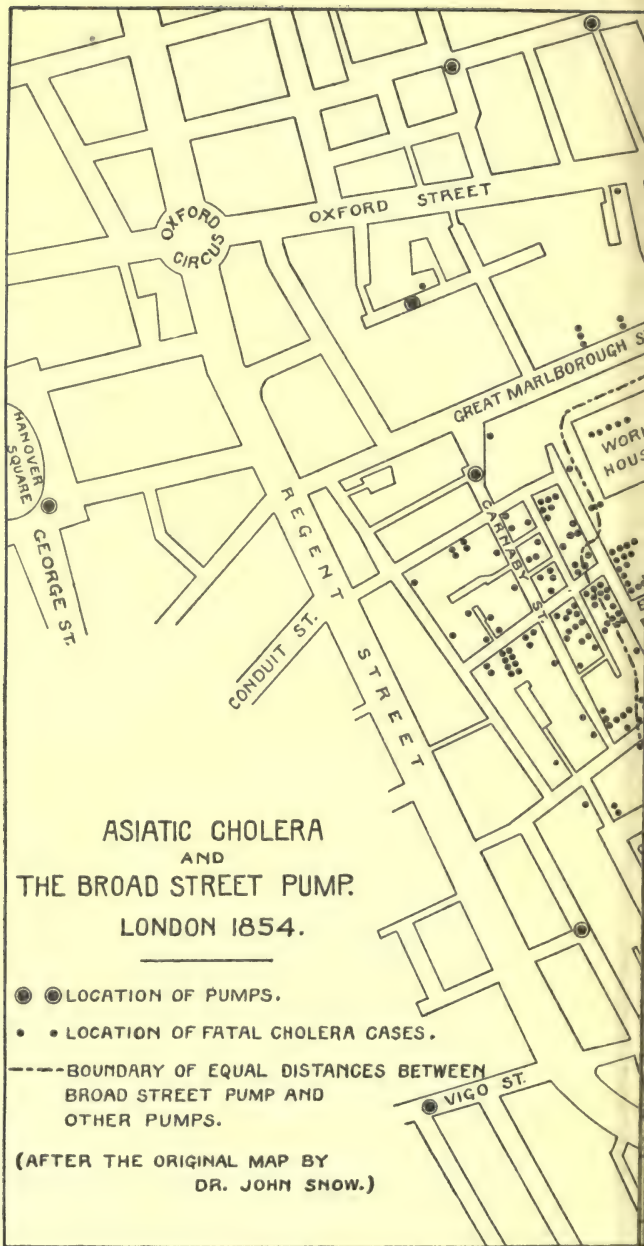 OXFORD STREET
OXFORD
CIRCUS
GREAT MARLBOROUGH S
WORK
HOUS
HANOVER
SQUARE
GEORGE ST.
REGENT STREET
CARNABY ST.
CONDUIT ST.
ASIATIC CHOLERA
AND
THE BROAD STREET PUMP.
LONDON 1854.
LOCATION OF PUMPS.
LOCATION OF FATAL CHOLERA CASES.
BOUNDARY OF EQUAL DISTANCES BETWEEN
BROAD STREET PUMP AND
OTHER PUMPS.
VIGO ST.
(AFTER THE ORIGINAL MAP BY
DR. JOHN SNOW.)